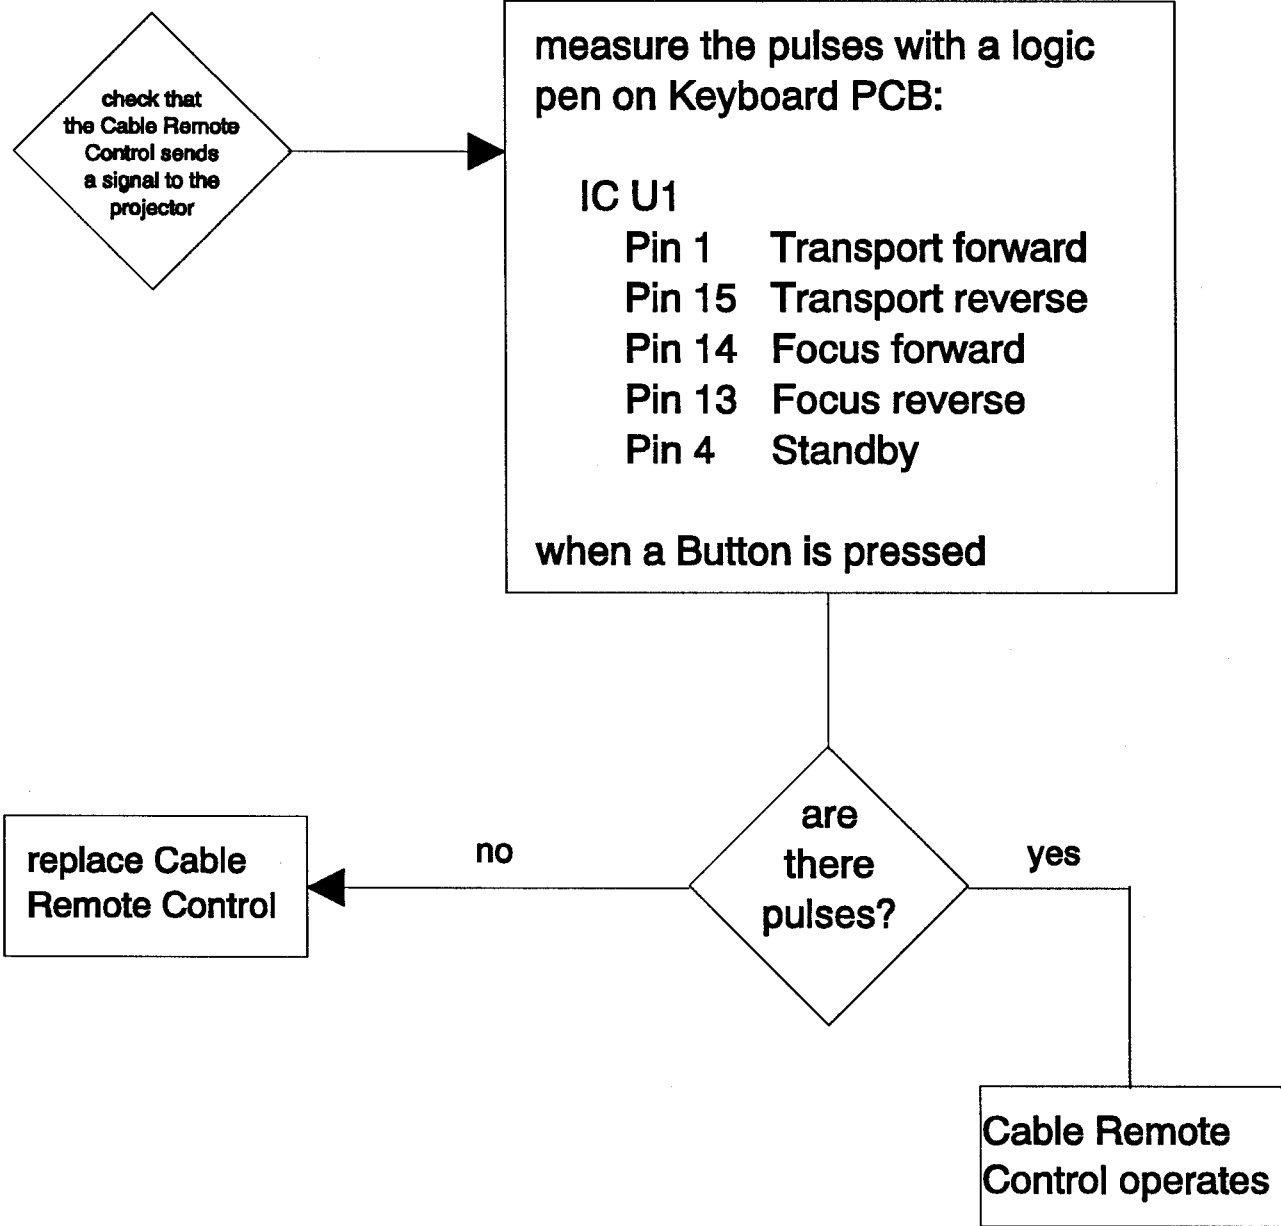 check that
the Cable Remote
Control sends
a signal to the
projector
measure the pulses with a logic
pen on Keyboard PCB:
IC U1
Pin 1 Transport forward
Pin 15 Transport reverse
Pin 14 Focus forward
Pin 13 Focus reverse
Pin 4 Standby
when a Button is pressed
are
there
pulses?
no
yes
replace Cable
Remote Control
Cable Remote
Control operates